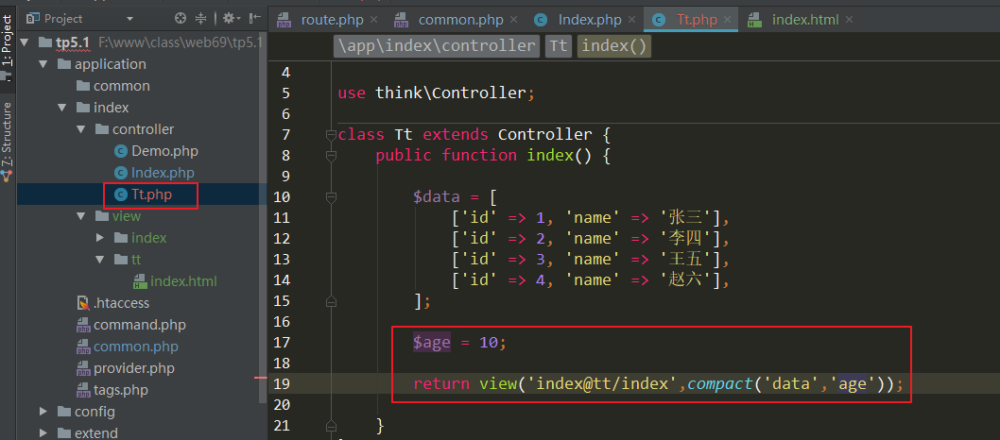 Project
route.php
common.php
Index.php
Tt.php
index.html
1: Project
7: Structure
tp5.1 F:\www\class\web69\tp5.1
application
common
index
controller
Demo.php
Index.php
Tt.php
view
index
tt
index.html
.htaccess
command.php
common.php
provider.php
tags.php
config
extend
\app\index\controller Tt index()
4
5 use think\Controller;
6
7 class Tt extends Controller {
8 public function index() {
9
10 $data = [
11 ['id' => 1, 'name' => '张三'],
12 ['id' => 2, 'name' => '李四'],
13 ['id' => 3, 'name' => '王五'],
14 ['id' => 4, 'name' => '赵六'],
15 ];
16
17 $age = 10;
18
19 return view('index@tt/index',compact('data','age'));
20
21 }